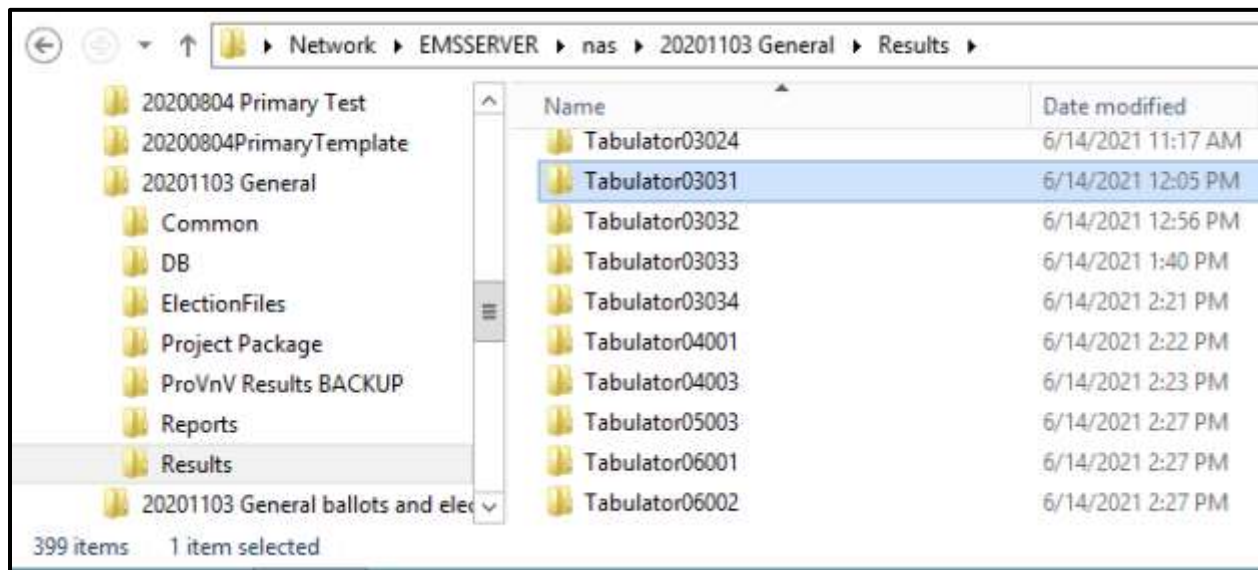 Network EMSSERVER nas 20201103 General Results
20200804 Primary Test
20200804PrimaryTemplate
20201103 General
Common
DB
ElectionFiles
Project Package
ProVnV Results BACKUP
Reports
Results
20201103 General ballots and elec
Name Date modified
Tabulator03024 6/14/2021 11:17 AM
Tabulator03031 6/14/2021 12:05 PM
Tabulator03032 6/14/2021 12:56 PM
Tabulator03033 6/14/2021 1:40 PM
Tabulator03034 6/14/2021 2:21 PM
Tabulator04001 6/14/2021 2:22 PM
Tabulator04003 6/14/2021 2:23 PM
Tabulator05003 6/14/2021 2:27 PM
Tabulator06001 6/14/2021 2:27 PM
Tabulator06002 6/14/2021 2:27 PM
399 items 1 item selected